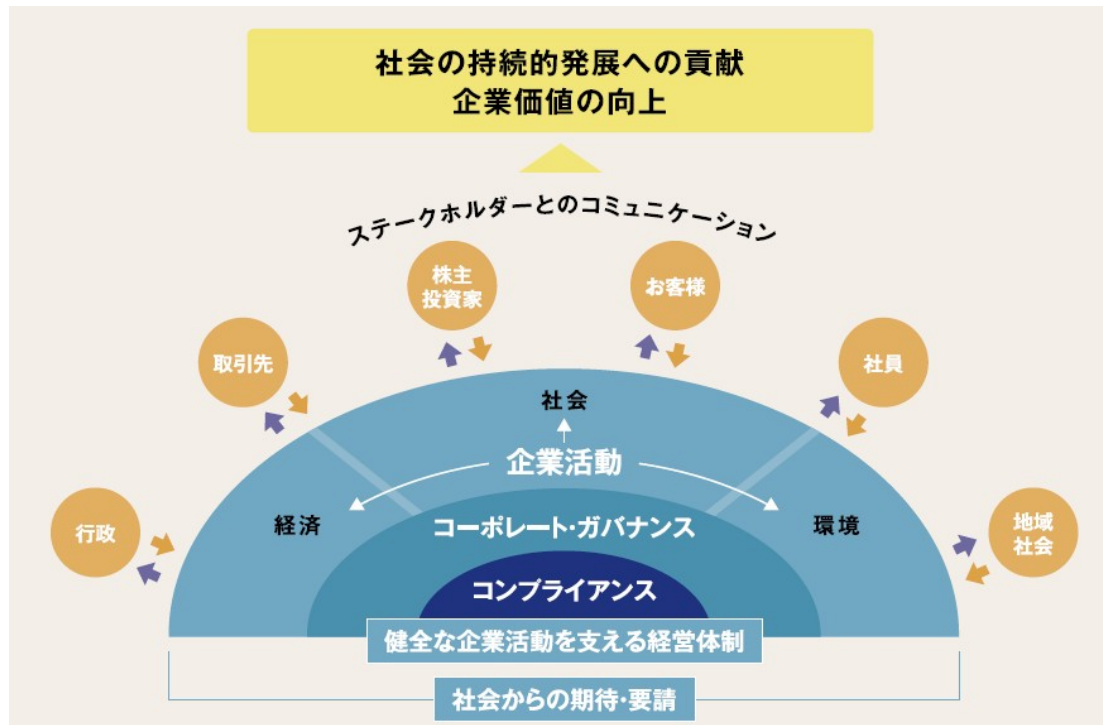 社会の持続的発展への貢献
企業価値の向上
ステークホルダーとのコミュニケーション
株主
投資家
お客様
取引先
社員
行政
地域
社会
社会
企業活動
経済
環境
コーポレート・ガバナンス
コンプライアンス
健全な企業活動を支える経営体制
社会からの期待・要請